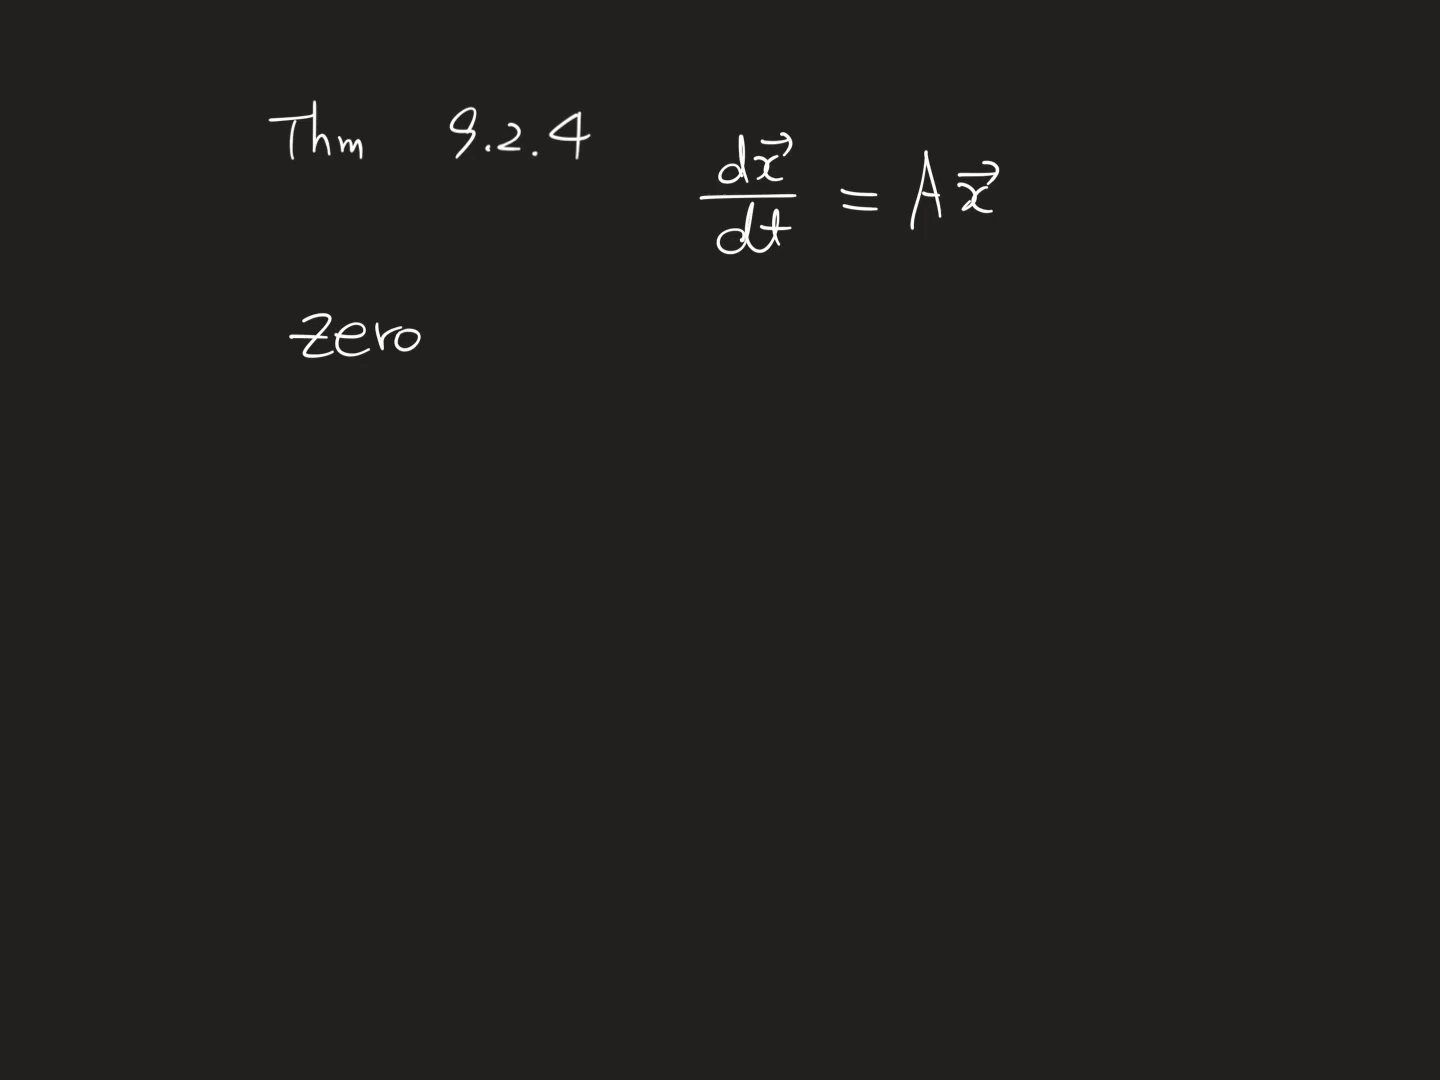 Thm 9.2.4 dx⃗/dt = Ax⃗
zero